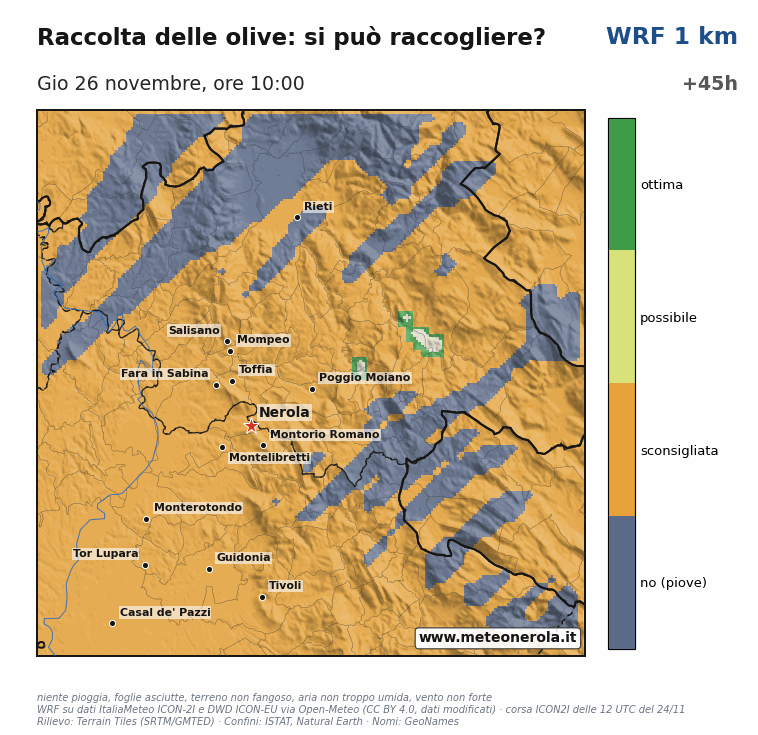 Raccolta delle olive: si può raccogliere?
WRF 1 km
Gio 26 novembre, ore 10:00
+45h
ottima
possibile
sconsigliata
no (piove)
Rieti
Salisano
Mompeo
Fara in Sabina
Toffia
Poggio Moiano
Nerola
Montorio Romano
Montelibretti
Monterotondo
Tor Lupara
Guidonia
Tivoli
Casal de' Pazzi
www.meteonerola.it
niente pioggia, foglie asciutte, terreno non fangoso, aria non troppo umida, vento non forte
WRF su dati ItaliaMeteo ICON-2I e DWD ICON-EU via Open-Meteo (CC BY 4.0, dati modificati) · corsa ICON2I delle 12 UTC del 24/11
Rilievo: Terrain Tiles (SRTM/GMTED) · Confini: ISTAT, Natural Earth · Nomi: GeoNames